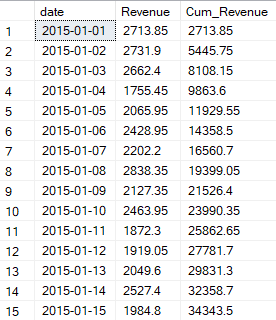 date Revenue Cum_Revenue
1 2015-01-01 2713.85 2713.85
2 2015-01-02 2731.9 5445.75
3 2015-01-03 2662.4 8108.15
4 2015-01-04 1755.45 9863.6
5 2015-01-05 2065.95 11929.55
6 2015-01-06 2428.95 14358.5
7 2015-01-07 2202.2 16560.7
8 2015-01-08 2838.35 19399.05
9 2015-01-09 2127.35 21526.4
10 2015-01-10 2463.95 23990.35
11 2015-01-11 1872.3 25862.65
12 2015-01-12 1919.05 27781.7
13 2015-01-13 2049.6 29831.3
14 2015-01-14 2527.4 32358.7
15 2015-01-15 1984.8 34343.5